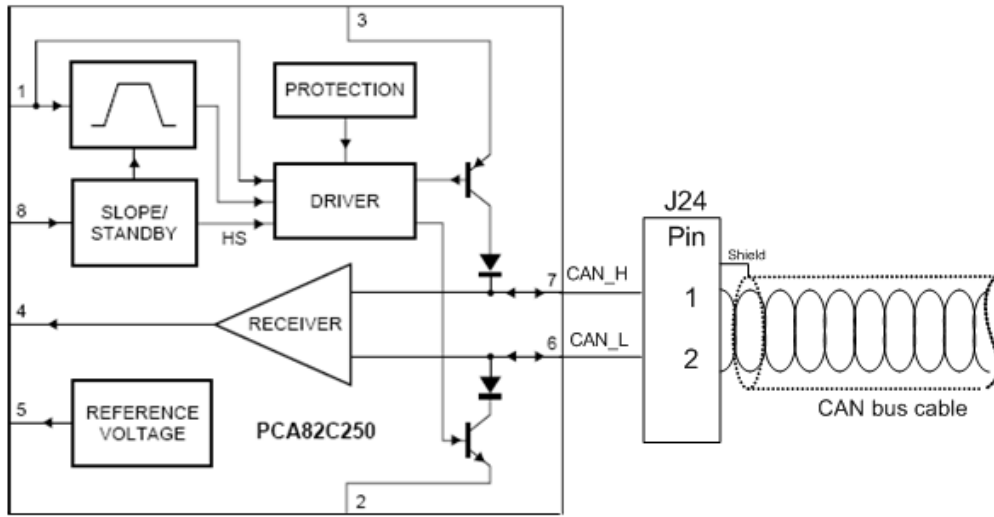 3
1
PROTECTION
DRIVER
8
SLOPE/
STANDBY
HS
J24
Pin
Shield
7
CAN_H
1
4
RECEIVER
6
CAN_L
2
5
REFERENCE
VOLTAGE
PCA82C250
CAN bus cable
2